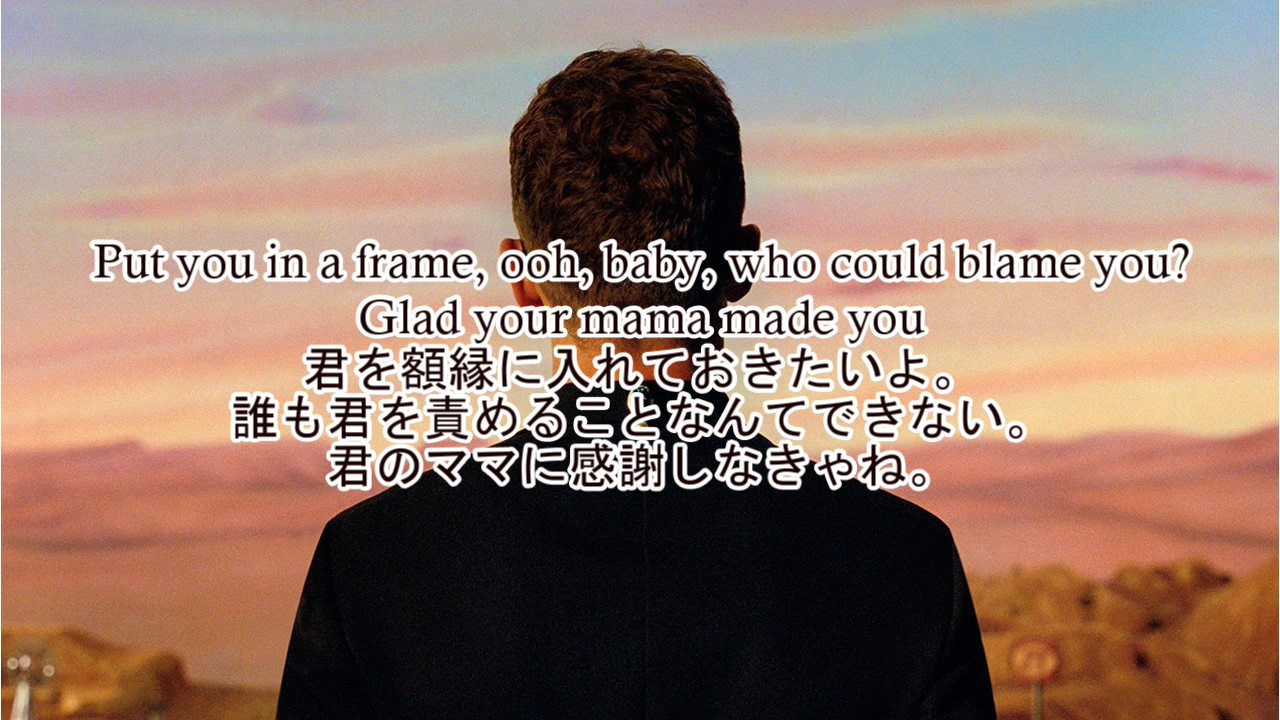 Put you in a frame, ooh, baby, who could blame you?
Glad your mama made you
君を額縁に入れておきたいよ。
誰も君を責めることなんてできない。
君のママに感謝しなきゃね。